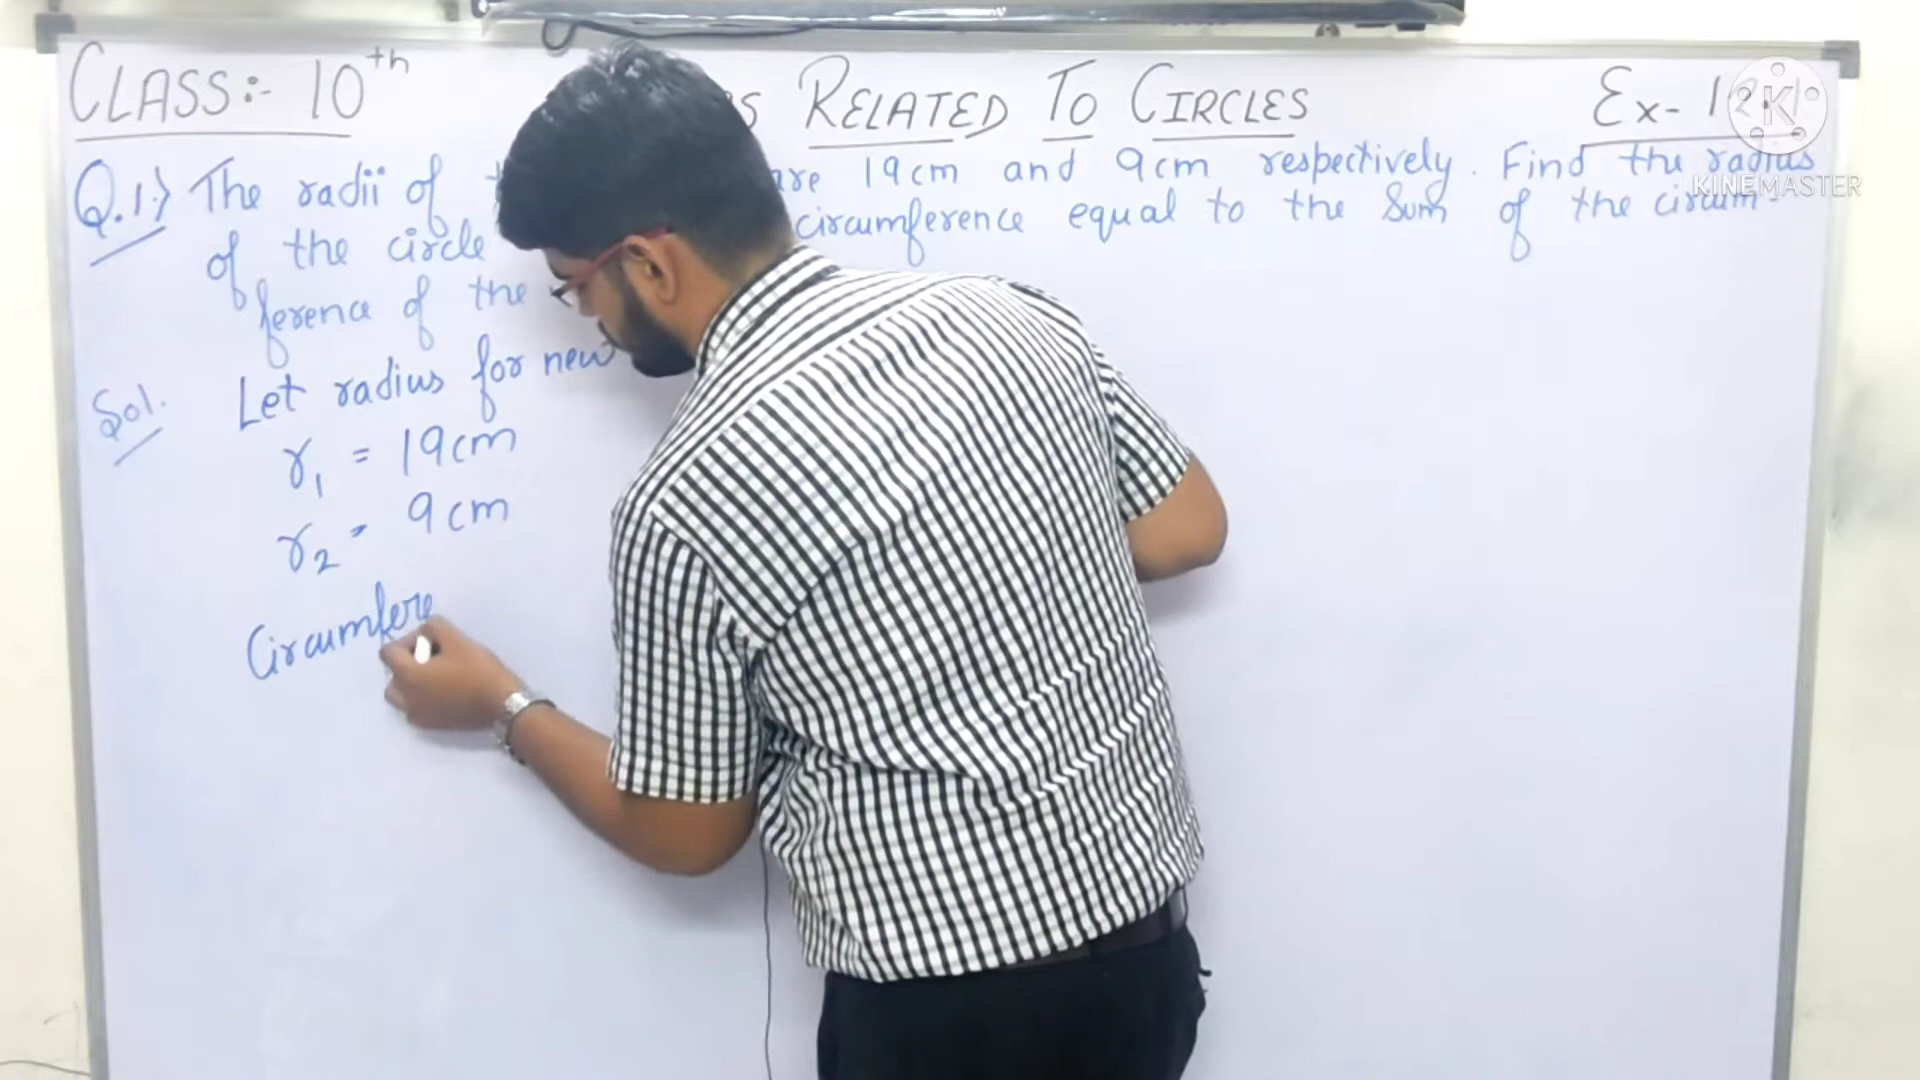 CLASS:- 10th
S RELATED TO CIRCLES
Ex- 12.1
K
KINEMASTER
Q.1) The radii of are 19cm and 9cm respectively. Find the radius
of the circle circumference equal to the sum of the circum-
ference of the
Sol. Let radius for new
r1 = 19cm
r2 = 9cm
Circumfere